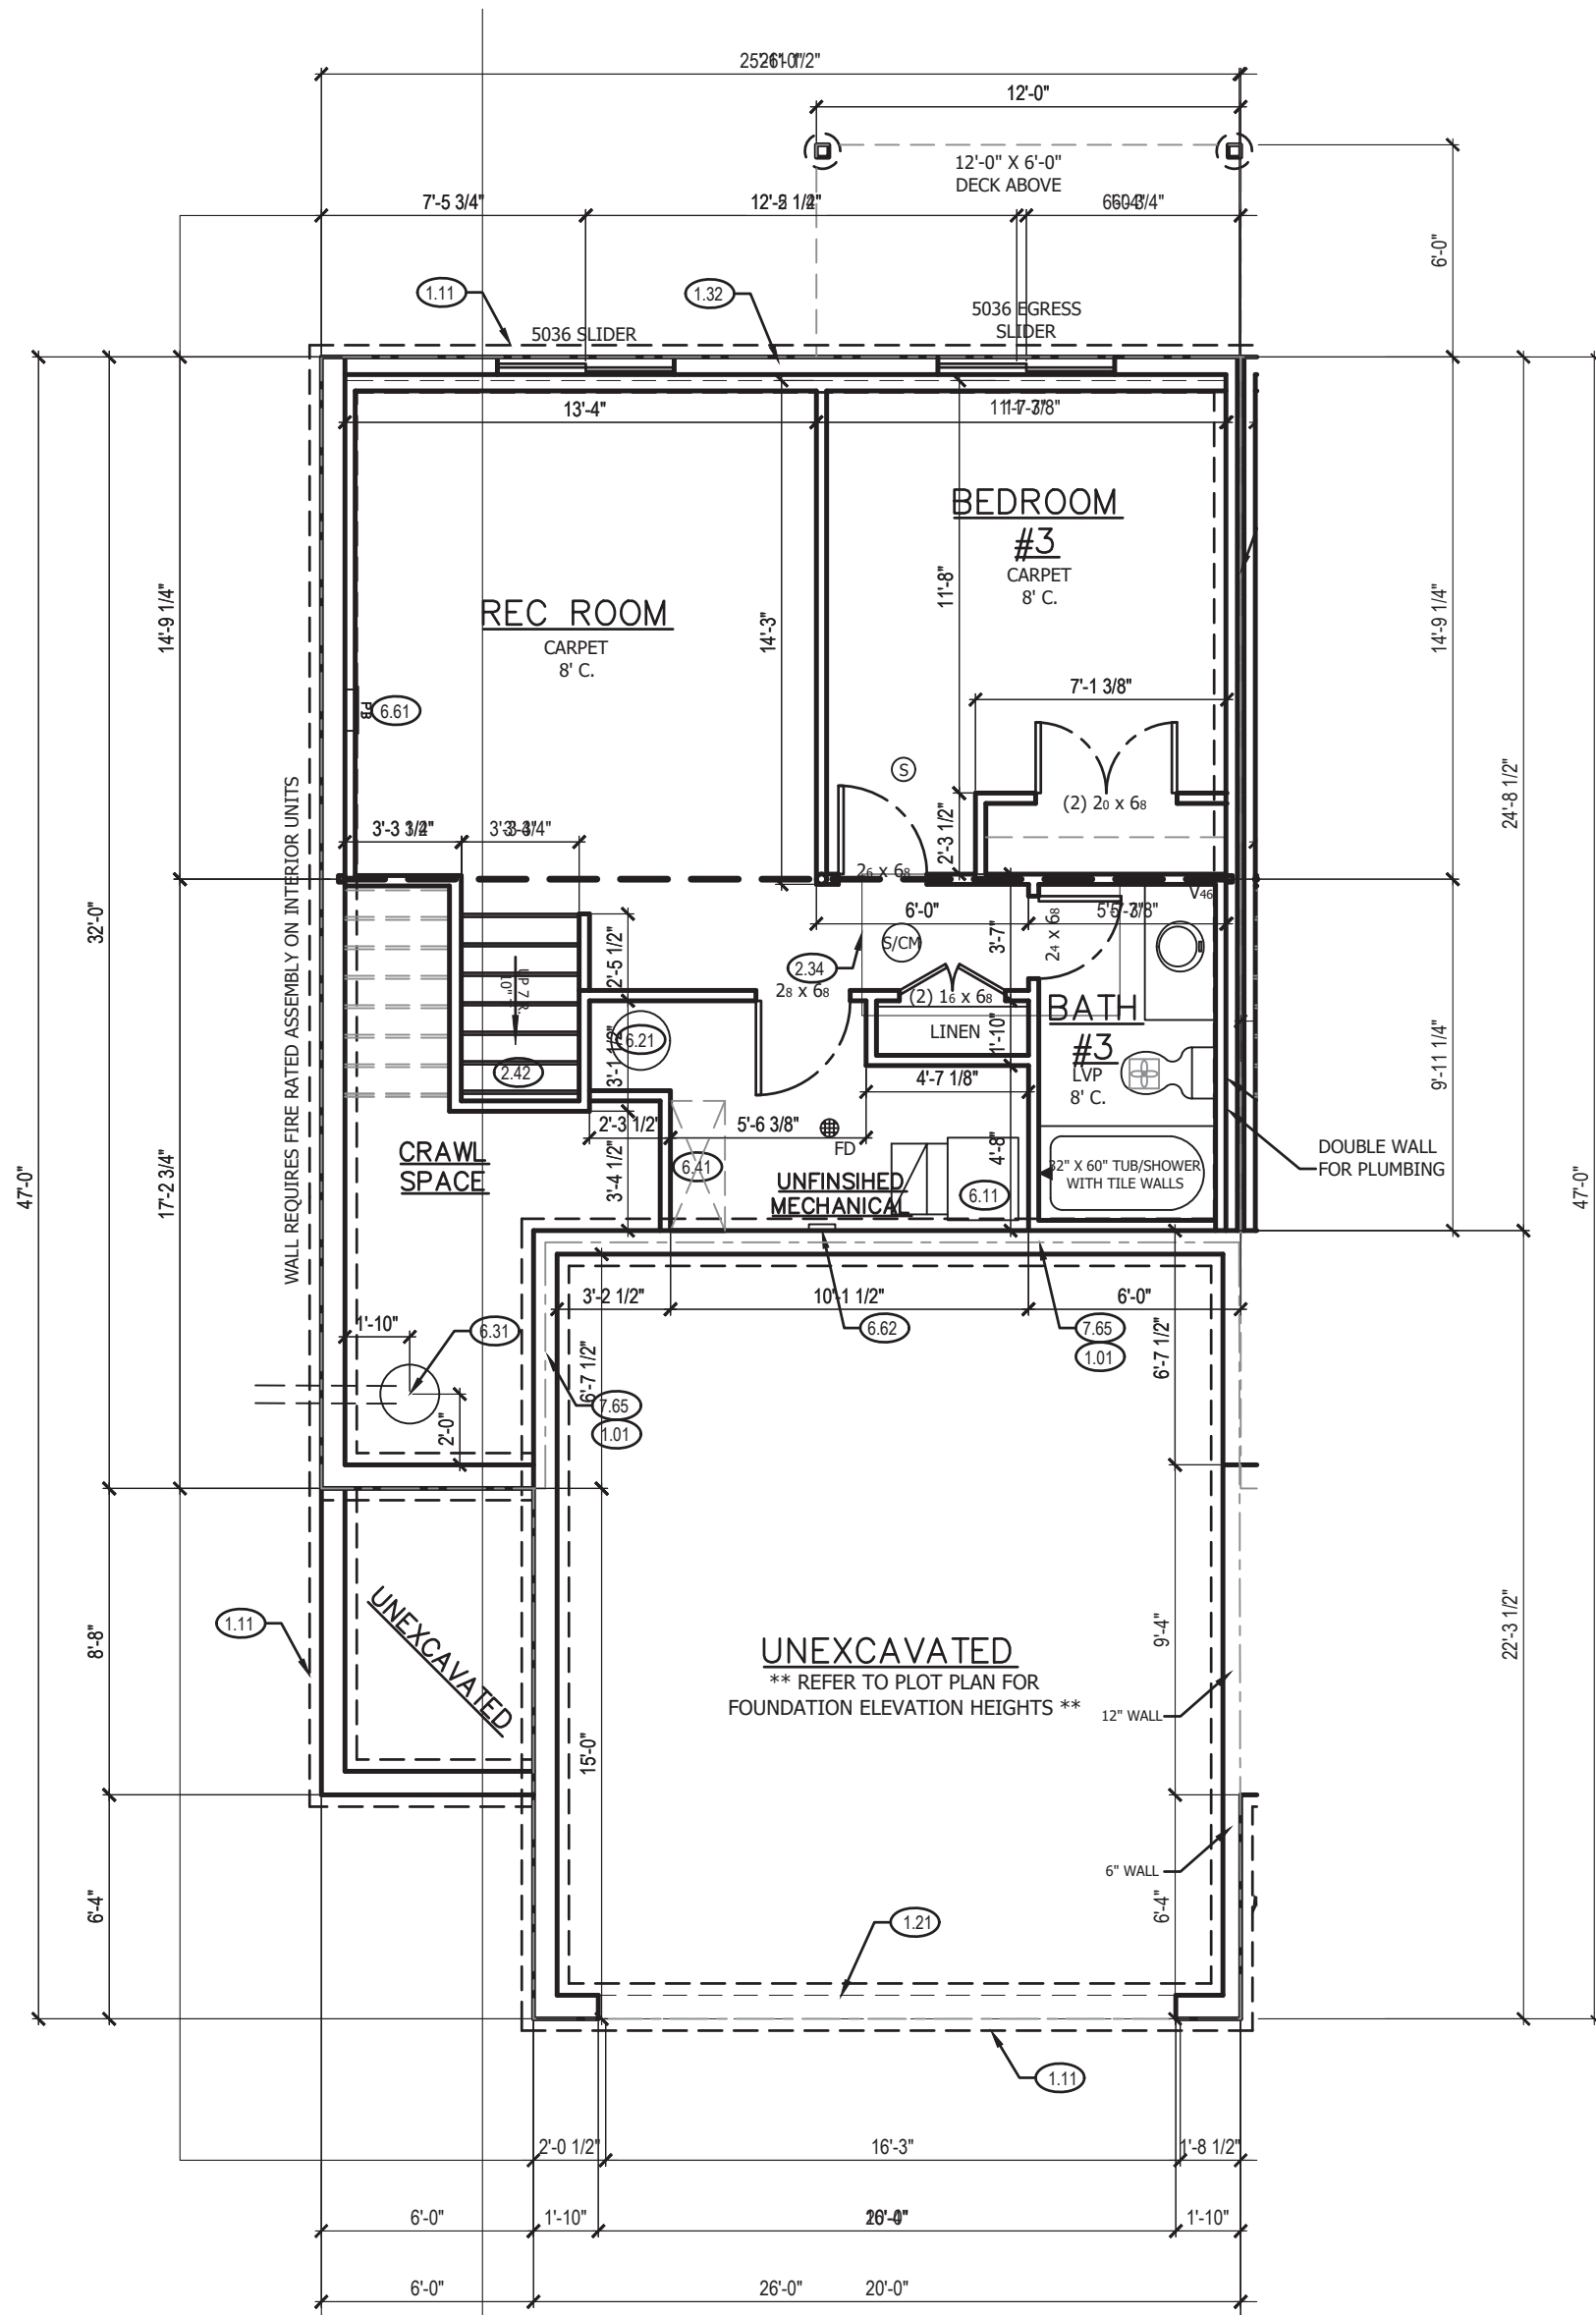 12'-0"
12'-0" X 6'-0"
DECK ABOVE
7'-5 3/4"
6'-0"
1.11
1.32
5036 SLIDER
5036 EGRESS
SLIDER
13'-4"
BEDROOM
#3
CARPET
8' C.
11'-8"
REC ROOM
CARPET
8' C.
14'-3"
14'-9 1/4"
14'-9 1/4"
7'-1 3/8"
PB
6.61
S
(2) 20 x 68
24'-8 1/2"
WALL REQUIRES FIRE RATED ASSEMBLY ON INTERIOR UNITS
2'-3 1/2"
26 x 68
V46
32'-0"
6'-0"
S/CM
3'-7"
24 x 68
2'-5 1/2"
2.34
28 x 68
(2) 16 x 68
UP 7 R.
LINEN
1'-10"
BATH
#3
LVP
8' C.
6.21
3'-1 1/2"
2.42
9'-11 1/4"
4'-7 1/8"
2'-3 1/2"
5'-6 3/8"
FD
CRAWL
SPACE
3'-4 1/2"
6.41
4'-8"
UNFINSIHED
MECHANICAL
6.11
32" X 60" TUB/SHOWER
WITH TILE WALLS
DOUBLE WALL
FOR PLUMBING
47'-0"
17'-2 3/4"
47'-0"
3'-2 1/2"
10'-1 1/2"
6'-0"
1'-10"
6.31
6.62
7.65
1.01
6'-7 1/2"
6'-7 1/2"
7.65
1.01
2'-0"
1.11
8'-8"
UNEXCAVATED
UNEXCAVATED
** REFER TO PLOT PLAN FOR
FOUNDATION ELEVATION HEIGHTS **
9'-4"
22'-3 1/2"
12" WALL
15'-0"
6" WALL
6'-4"
6'-4"
1.21
1.11
2'-0 1/2"
16'-3"
1'-8 1/2"
6'-0"
1'-10"
1'-10"
6'-0"
26'-0"
20'-0"